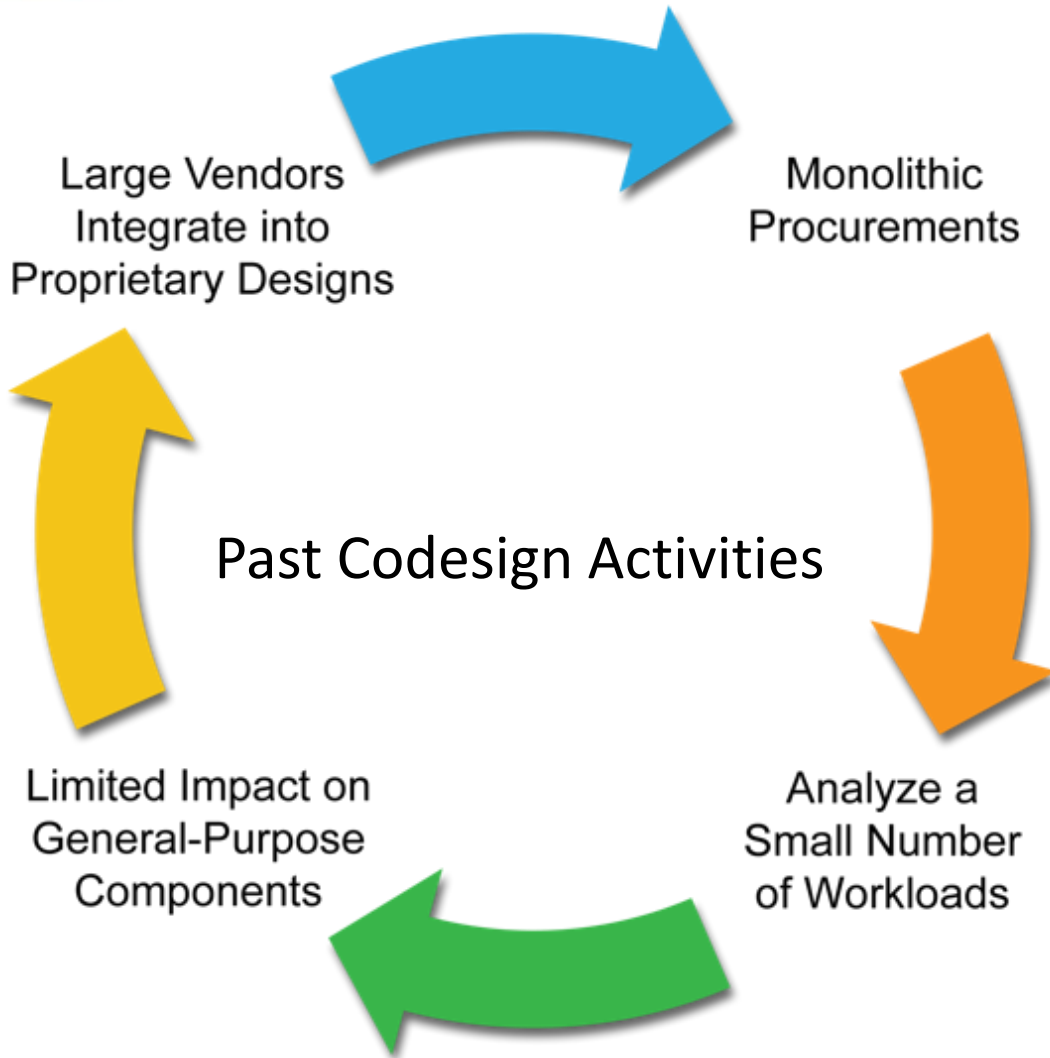 Large Vendors
Integrate into
Proprietary Designs
Monolithic
Procurements
Past Codesign Activities
Limited Impact on
General-Purpose
Components
Analyze a
Small Number
of Workloads